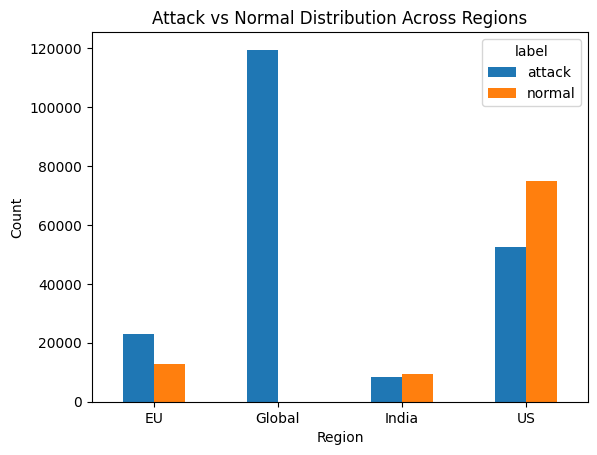 Attack vs Normal Distribution Across Regions
label
attack
normal
120000
100000
80000
60000
40000
20000
0
Count
EU
Global
India
US
Region